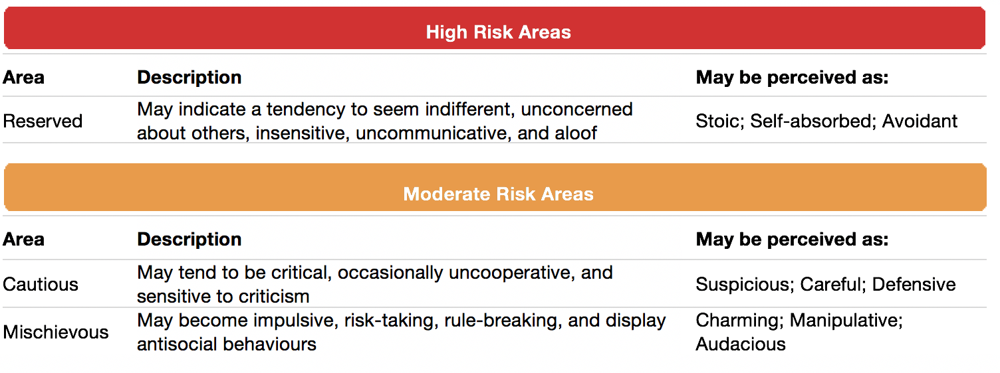 High Risk Areas
Area Description May be perceived as:
Reserved May indicate a tendency to seem indifferent, unconcerned
about others, insensitive, uncommunicative, and aloof Stoic; Self-absorbed; Avoidant
Moderate Risk Areas
Area Description May be perceived as:
Cautious May tend to be critical, occasionally uncooperative, and
sensitive to criticism Suspicious; Careful; Defensive
Mischievous May become impulsive, risk-taking, rule-breaking, and display
antisocial behaviours Charming; Manipulative;
Audacious